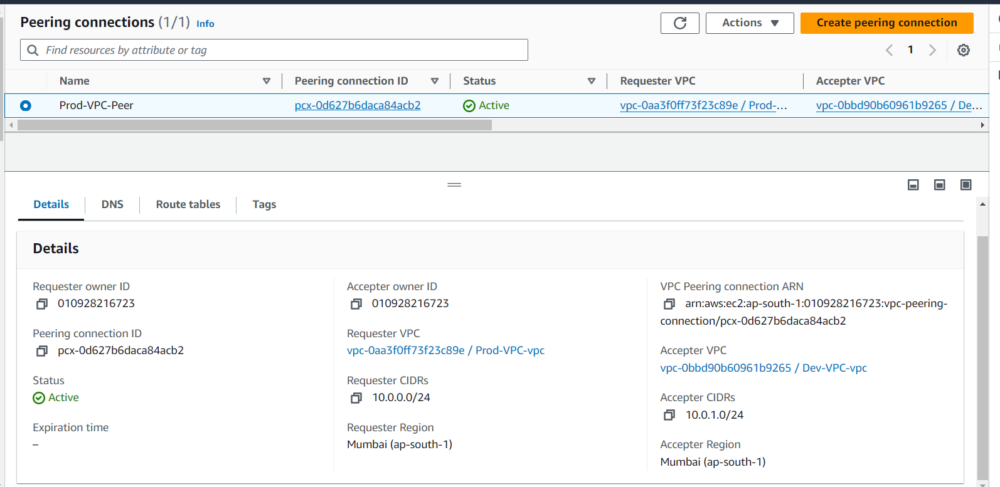 Peering connections (1/1) Info
Actions
Create peering connection
Find resources by attribute or tag
1
Name Peering connection ID Status Requester VPC Accepter VPC
Prod-VPC-Peer pcx-0d627b6daca84acb2 Active vpc-0aa3f0ff73f23c89e / Prod-... vpc-0bbd90b60961b9265 / De...
Details DNS Route tables Tags
Details
Requester owner ID
010928216723
Peering connection ID
pcx-0d627b6daca84acb2
Status
Active
Expiration time
–
Accepter owner ID
010928216723
Requester VPC
vpc-0aa3f0ff73f23c89e / Prod-VPC-vpc
Requester CIDRs
10.0.0.0/24
Requester Region
Mumbai (ap-south-1)
VPC Peering connection ARN
arn:aws:ec2:ap-south-1:010928216723:vpc-peering-
connection/pcx-0d627b6daca84acb2
Accepter VPC
vpc-0bbd90b60961b9265 / Dev-VPC-vpc
Accepter CIDRs
10.0.1.0/24
Accepter Region
Mumbai (ap-south-1)